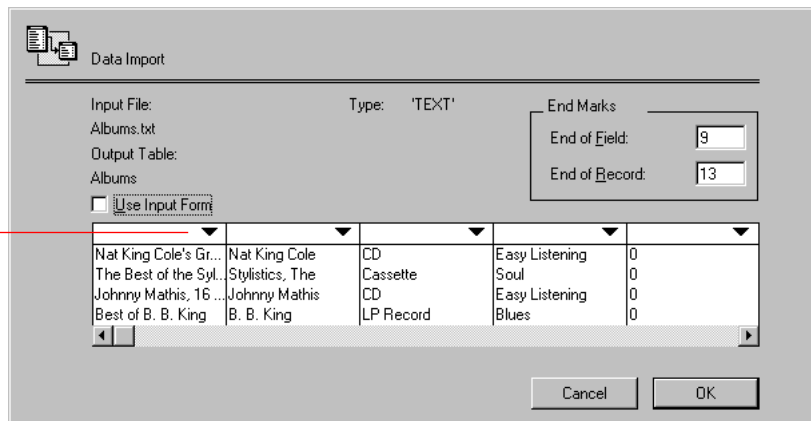 Data Import
Input File:
Type: 'TEXT'
Albums.txt
Output Table:
Albums
Use Input Form
End Marks
End of Field: 9
End of Record: 13
Nat King Cole's Gr... Nat King Cole CD Easy Listening 0
The Best of the Syl... Stylistics, The Cassette Soul 0
Johnny Mathis, 16 ... Johnny Mathis CD Easy Listening 0
Best of B. B. King B. B. King LP Record Blues 0
Cancel OK